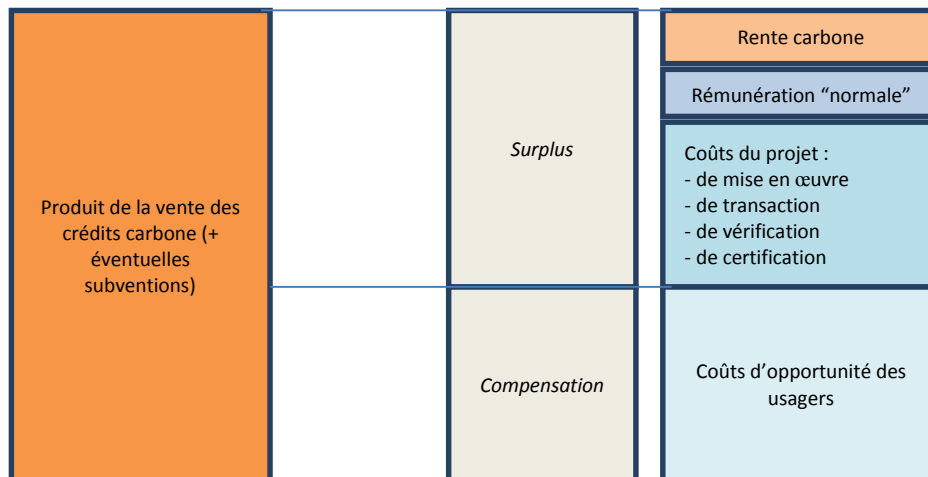 Produit de la vente des
crédits carbone (+
éventuelles
subventions)
Surplus
Compensation
Rente carbone
Rémunération “normale”
Coûts du projet :
- de mise en œuvre
- de transaction
- de vérification
- de certification
Coûts d’opportunité des
usagers